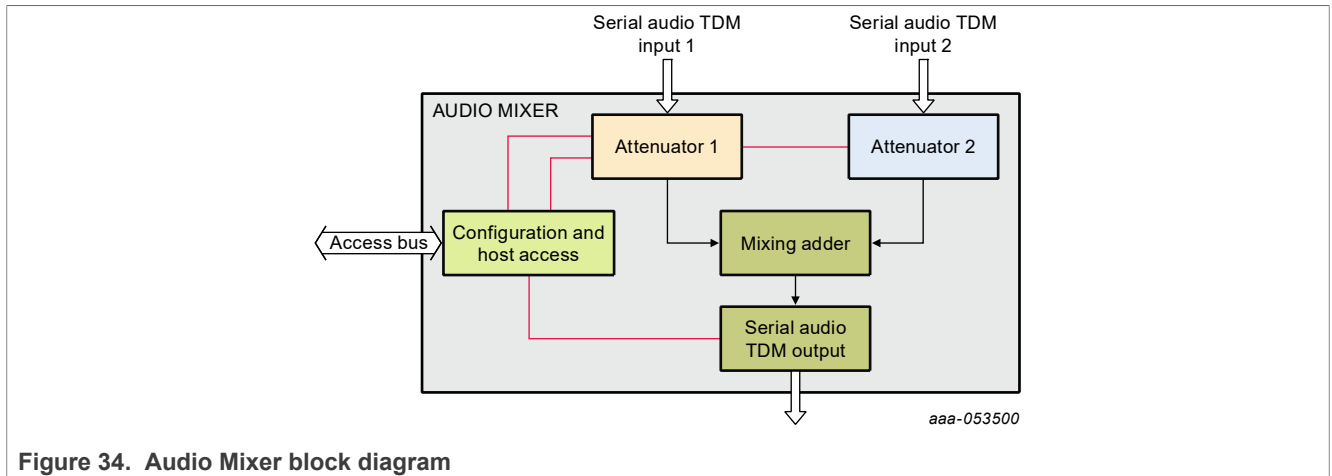 Serial audio TDM
input 1
Serial audio TDM
input 2
AUDIO MIXER
Attenuator 1
Attenuator 2
Access bus
Configuration and
host access
Mixing adder
Serial audio
TDM output
aaa-053500
Figure 34. Audio Mixer block diagram